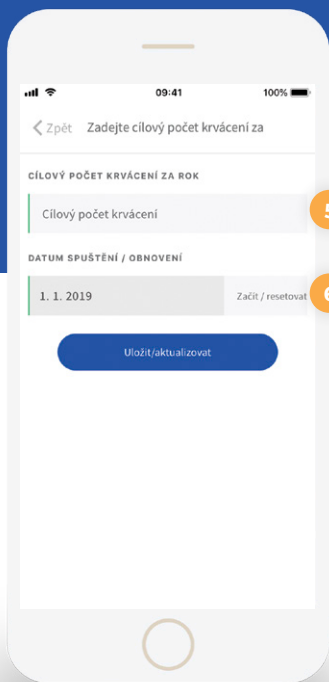 09:41
100%
Zpět Zadejte cílový počet krvácení za
CÍLOVÝ POČET KRVÁCENÍ ZA ROK
Cílový počet krvácení
5
DATUM SPUŠTĚNÍ / OBNOVENÍ
1. 1. 2019 Začít / resetovat
6
Uložit/aktualizovat